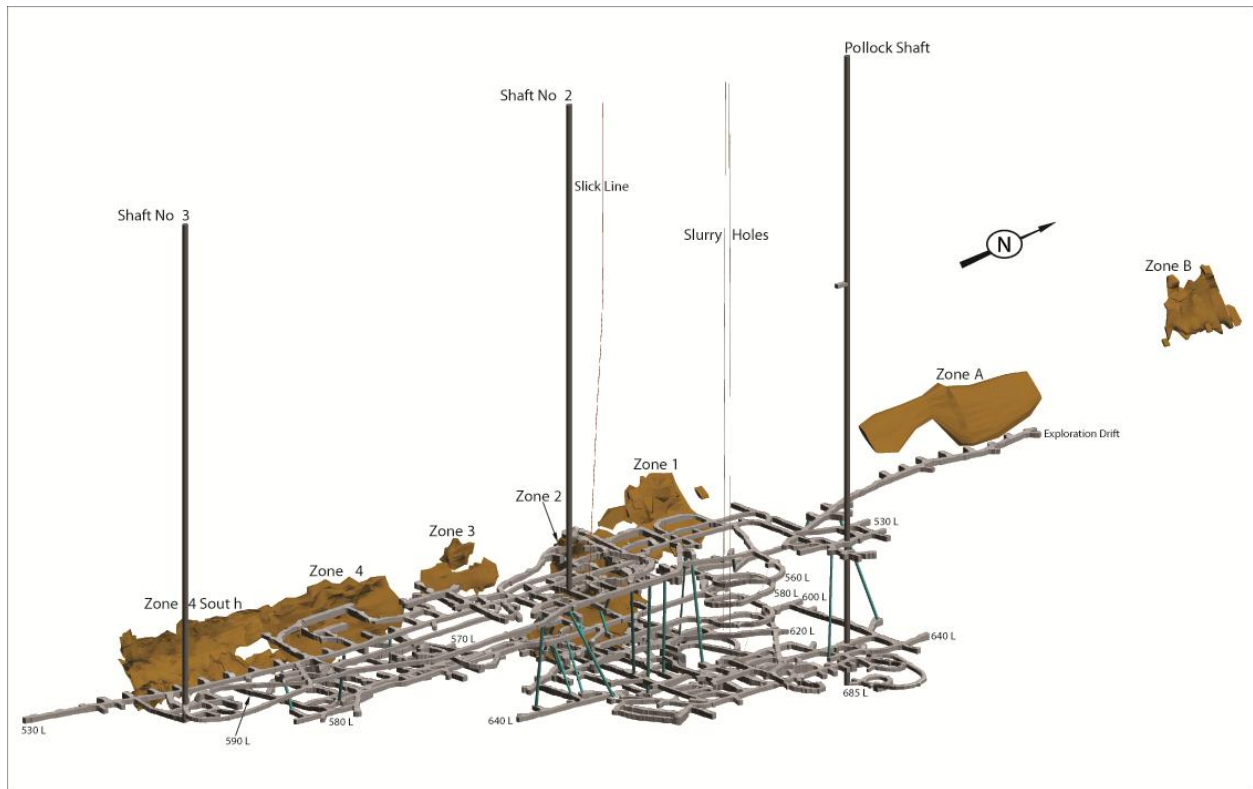 Pollock Shaft
Shaft No 2
Slick Line
Shaft No 3
Slurry Holes
N
Zone B
Zone A
Exploration Drift
Zone 1
Zone 2
530 L
Zone 3
Zone 4
560 L
580 L
600 L
Zone 4 Sout h
570 L
620 L
640 L
685 L
530 L
590 L
580 L
640 L